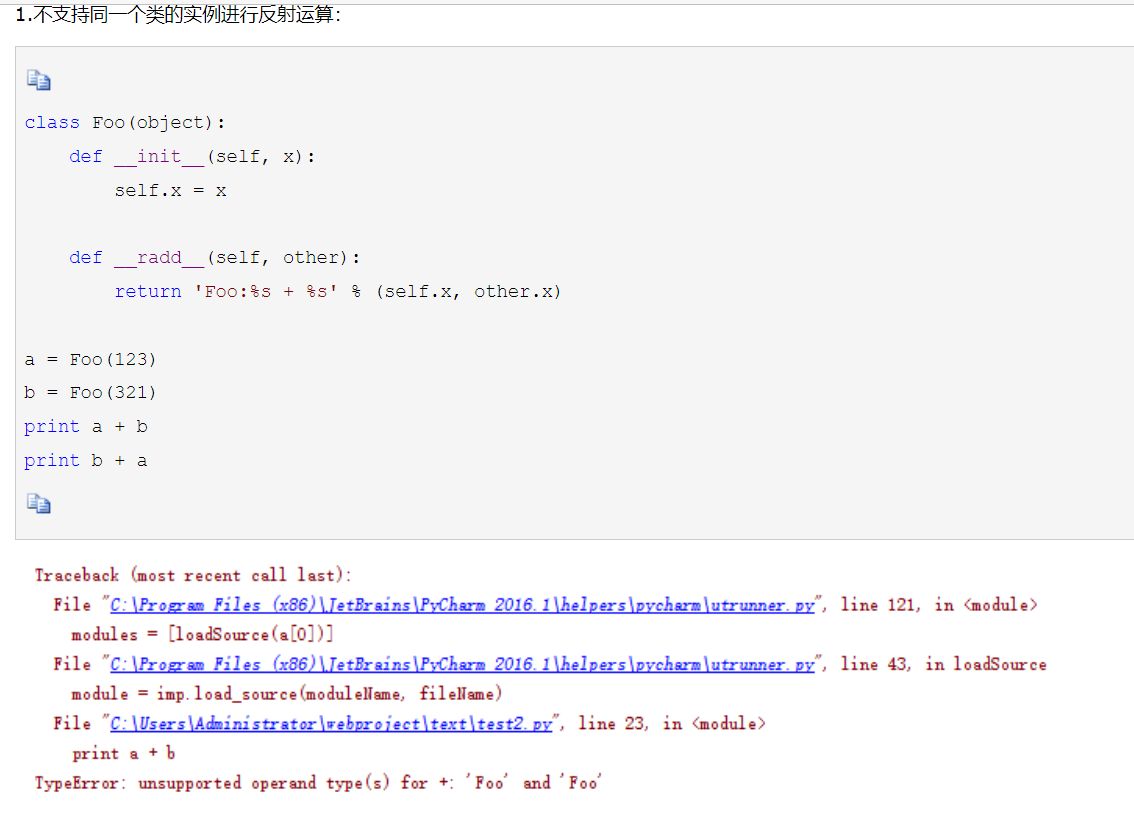 1.不支持同一个类的实例进行反射运算:
class Foo(object):
    def __init__(self, x):
        self.x = x
    def __radd__(self, other):
        return 'Foo:%s + %s' % (self.x, other.x)
a = Foo(123)
b = Foo(321)
print a + b
print b + a
Traceback (most recent call last):
  File "C:\Program Files (x86)\JetBrains\PyCharm 2016.1\helpers\pycharm\utrunner.py", line 121, in <module>
    modules = [loadSource(a[0])]
  File "C:\Program Files (x86)\JetBrains\PyCharm 2016.1\helpers\pycharm\utrunner.py", line 43, in loadSource
    module = imp.load_source(moduleName, fileName)
  File "C:\Users\Administrator\webproject\text\test2.py", line 23, in <module>
    print a + b
TypeError: unsupported operand type(s) for +: 'Foo' and 'Foo'